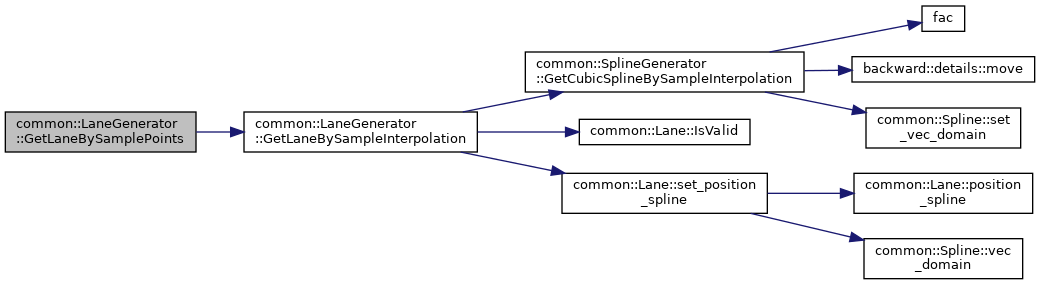 common::LaneGenerator
::GetLaneBySamplePoints
common::LaneGenerator
::GetLaneBySampleInterpolation
common::SplineGenerator
::GetCubicSplineBySampleInterpolation
fac
backward::details::move
common::Spline::set
_vec_domain
common::Lane::IsValid
common::Lane::set_position
_spline
common::Lane::position
_spline
common::Spline::vec
_domain